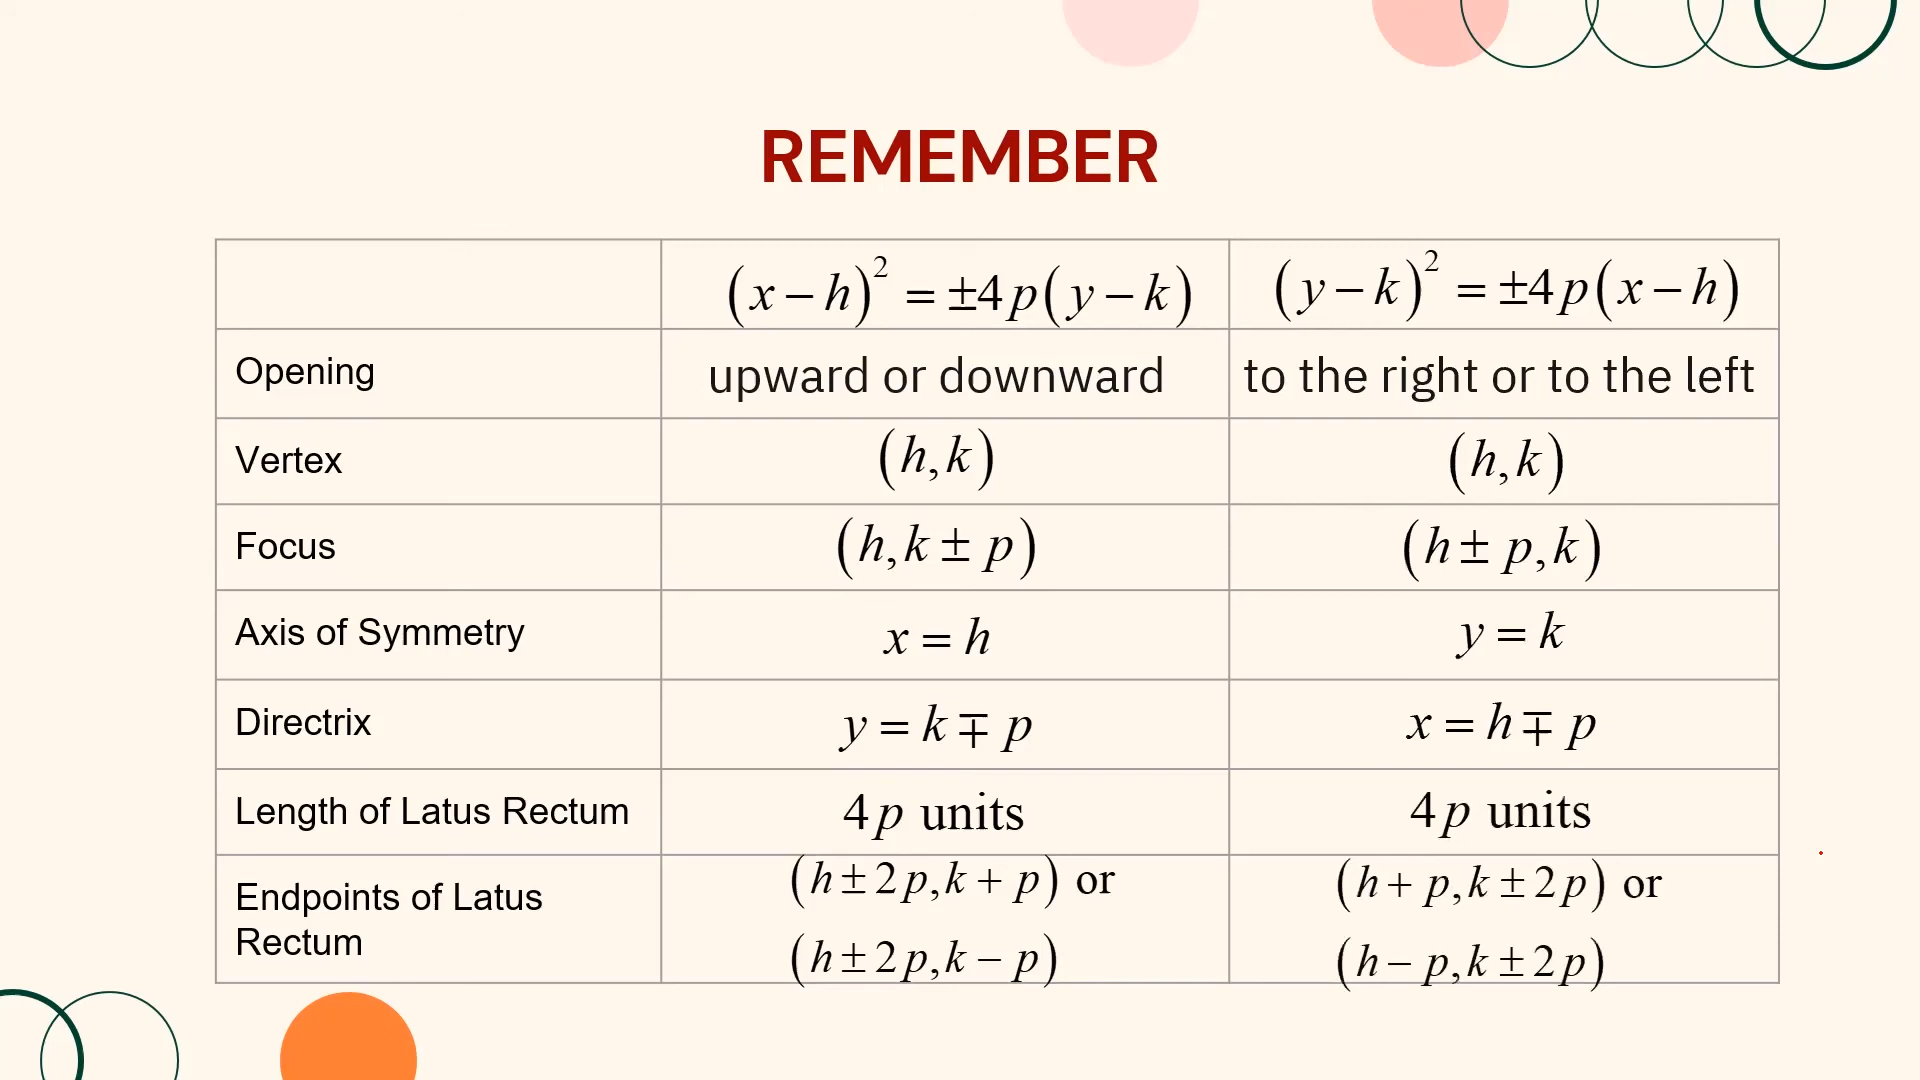 REMEMBER
(x − h)² = ±4p(y − k)
(y − k)² = ±4p(x − h)
Opening
upward or downward
to the right or to the left
Vertex
(h, k)
(h, k)
Focus
(h, k ± p)
(h ± p, k)
Axis of Symmetry
x = h
y = k
Directrix
y = k ∓ p
x = h ∓ p
Length of Latus Rectum
4p units
4p units
Endpoints of Latus
Rectum
(h ± 2p, k + p) or
(h ± 2p, k − p)
(h + p, k ± 2p) or
(h − p, k ± 2p)